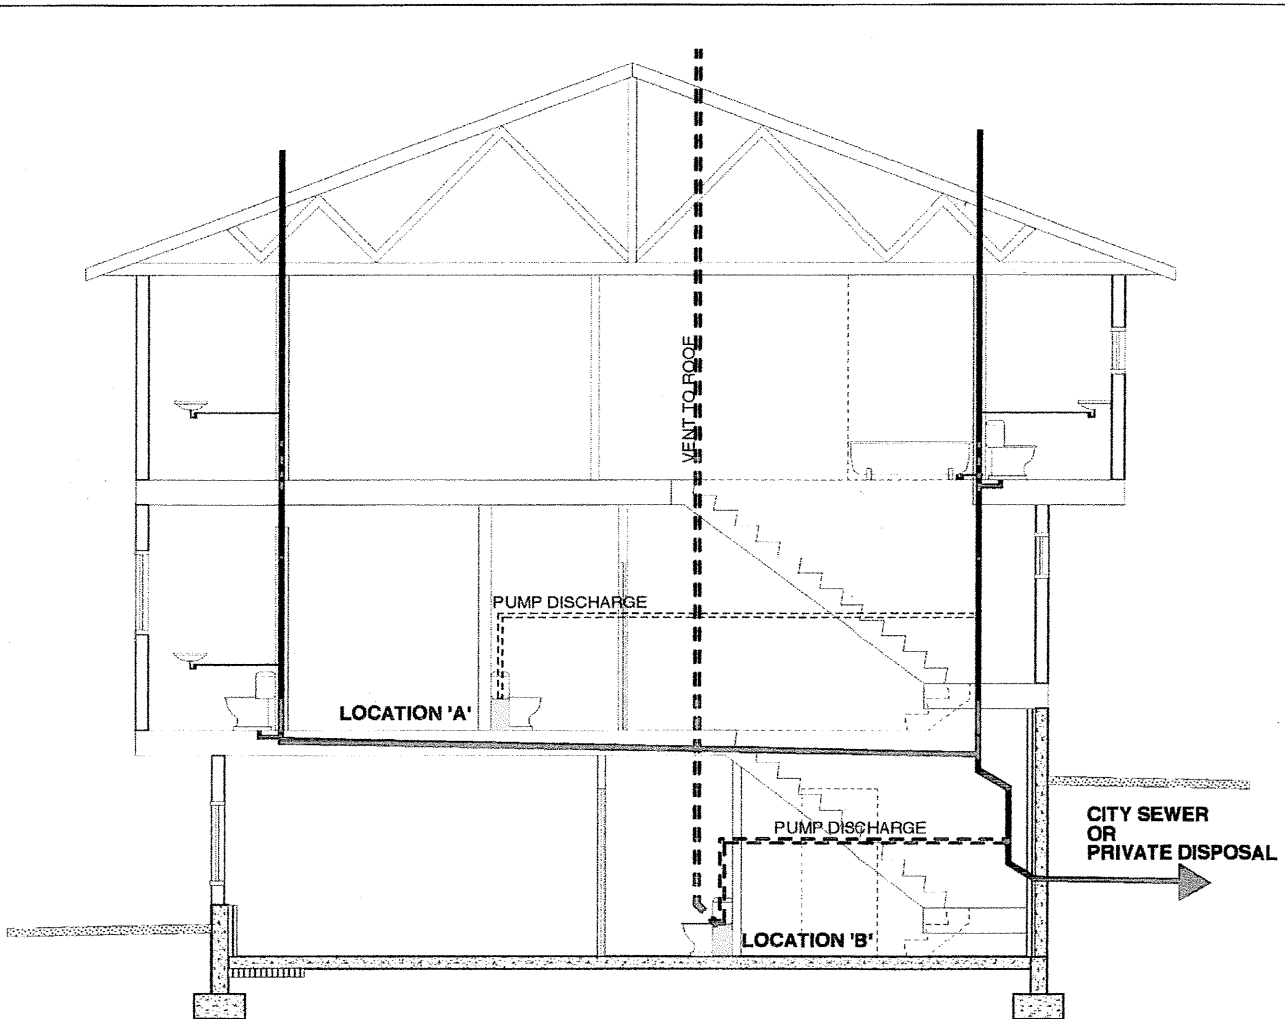 VENT TO ROOF
PUMP DISCHARGE
LOCATION 'A'
PUMP DISCHARGE
CITY SEWER
OR
PRIVATE DISPOSAL
LOCATION 'B'